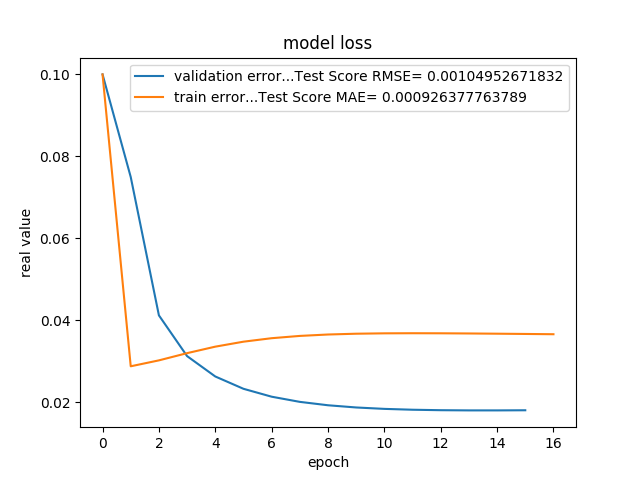 model loss
validation error...Test Score RMSE= 0.00104952671832
train error...Test Score MAE= 0.000926377763789
0.10
0.08
0.06
0.04
0.02
real value
0 2 4 6 8 10 12 14 16
epoch